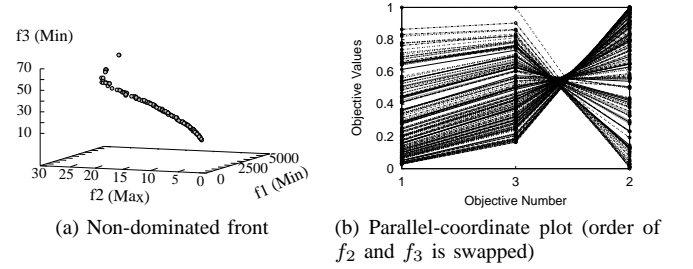 f3 (Min)
70
50
30
10
30
25
20
15
10
5
0
f2 (Max)
0
2500
5000
f1 (Min)
(a) Non-dominated front
Objective Values
1
0.8
0.6
0.4
0.2
0
1
3
2
Objective Number
(b) Parallel-coordinate plot (order of
f2 and f3 is swapped)